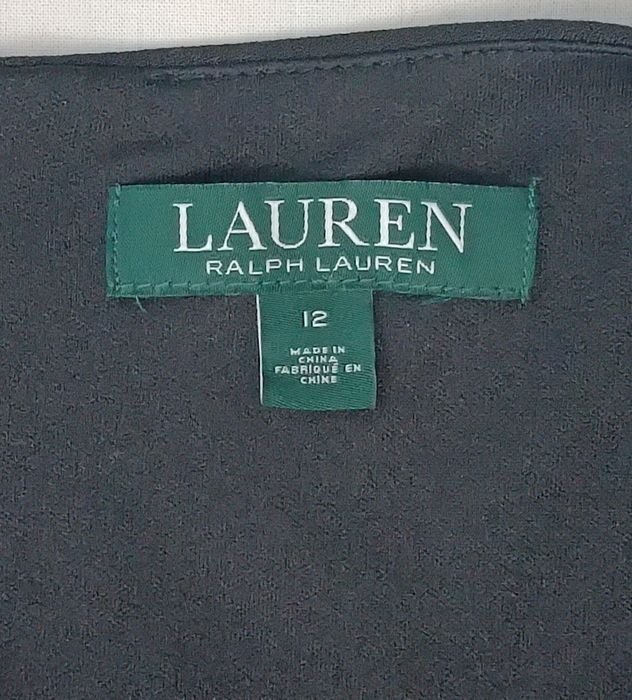 LAUREN
RALPH LAUREN
12
MADE IN
CHINA
FABRIQUÉ EN
CHINE